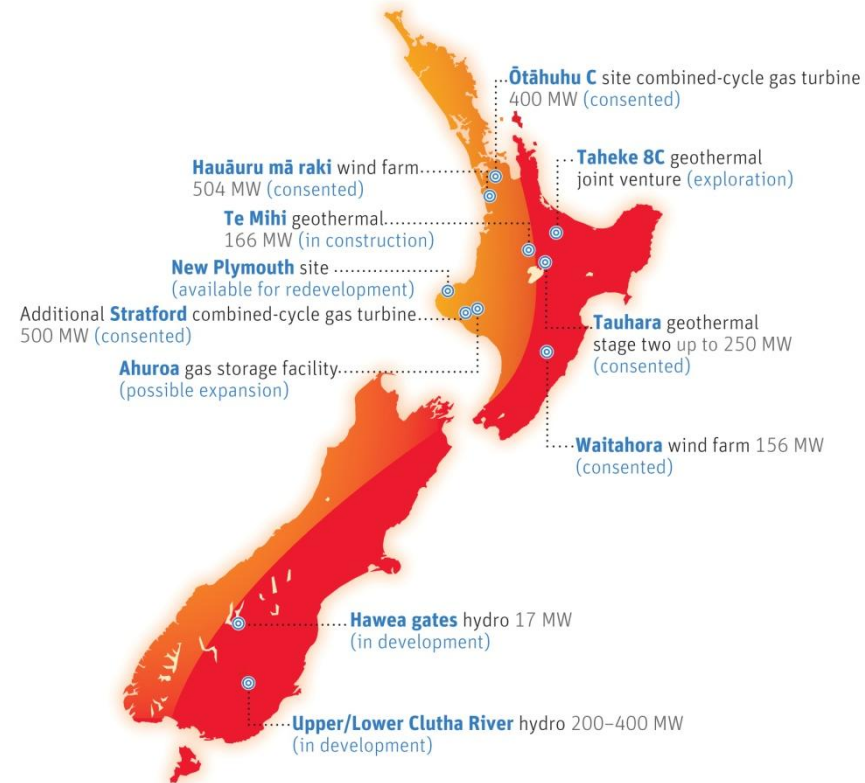 Ōtāhuhu C site combined-cycle gas turbine
400 MW (consented)
Hauāuru mā raki wind farm
504 MW (consented)
Taheke 8C geothermal
joint venture (exploration)
Te Mihi geothermal
166 MW (in construction)
New Plymouth site
(available for redevelopment)
Additional Stratford combined-cycle gas turbine
500 MW (consented)
Tauhara geothermal
stage two up to 250 MW
(consented)
Ahuroa gas storage facility
(possible expansion)
Waitahora wind farm 156 MW
(consented)
Hawea gates hydro 17 MW
(in development)
Upper/Lower Clutha River hydro 200–400 MW
(in development)